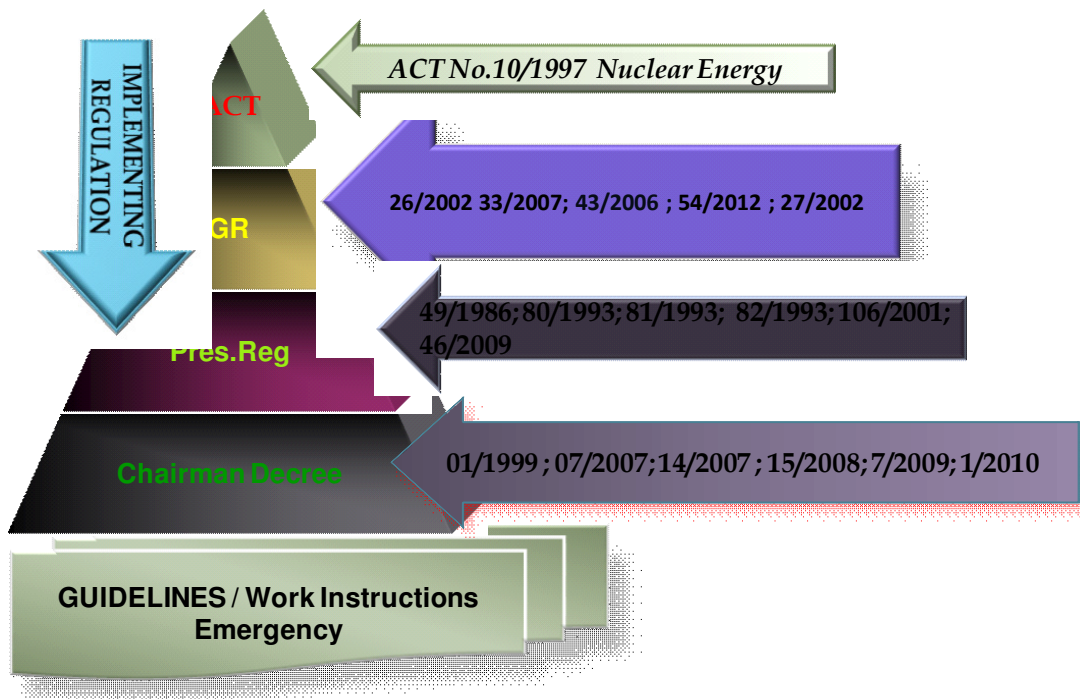 IMPLEMENTING
REGULATION
ACT
ACT No.10/1997 Nuclear Energy
GR
26/2002 33/2007; 43/2006 ; 54/2012 ; 27/2002
Pres.Reg
49/1986; 80/1993; 81/1993; 82/1993; 106/2001;
46/2009
Chairman Decree
01/1999 ; 07/2007; 14/2007 ; 15/2008; 7/2009; 1/2010
GUIDELINES / Work Instructions
Emergency